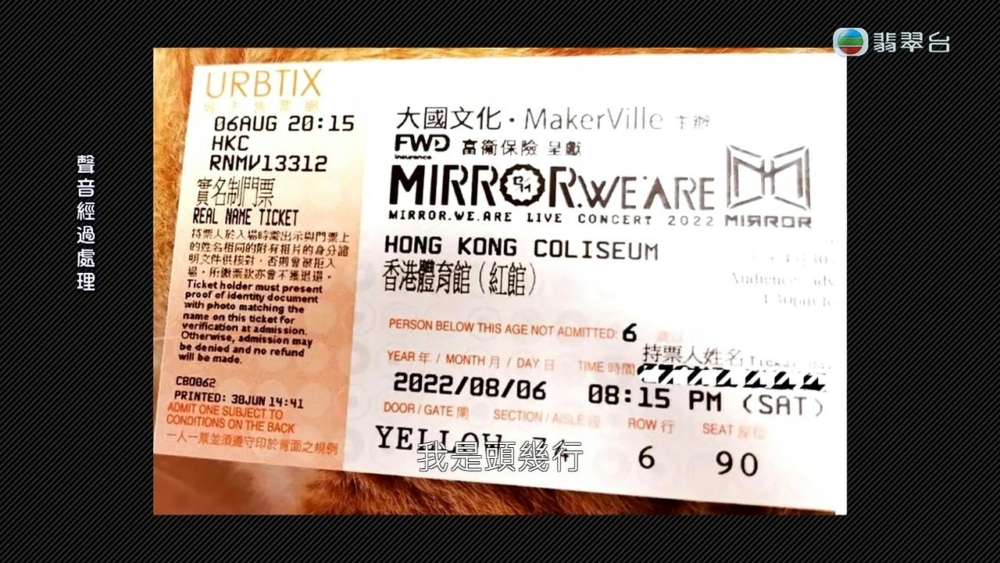 翡翠台
聲音經過處理
URBTIX
06AUG 20:15
HKC
RNMV13312
實名制門票
REAL NAME TICKET
持票人於入場時需出示與門票上
的姓名相同的附有相片的身分證
明文件供核對，否則會被拒入
場，所繳票款亦會不獲退還。
Ticket holder must present
proof of identity document
with photo matching the
name on this ticket for
verification at admission.
Otherwise, admission may
be denied and no refund
will be made.
CB0062
PRINTED: 30JUN 14:41
ADMIT ONE SUBJECT TO
CONDITIONS ON THE BACK
一人一票並須遵守印於背面之規例
大國文化・MakerVille 主辦
FWD 富衛保險 呈獻
insurance
MIRROR.WE.ARE
MIRROR.WE.ARE LIVE CONCERT 2022
MIRROR
HONG KONG COLISEUM
香港體育館（紅館）
PERSON BELOW THIS AGE NOT ADMITTED: 6
持票人姓名
YEAR 年 / MONTH 月 / DAY 日 TIME 時間
2022/08/06 08:15 PM (SAT)
DOOR / GATE 閘 SECTION / AISLE 段 ROW 行 SEAT 座位
YELLOW 6 90
我是頭幾行